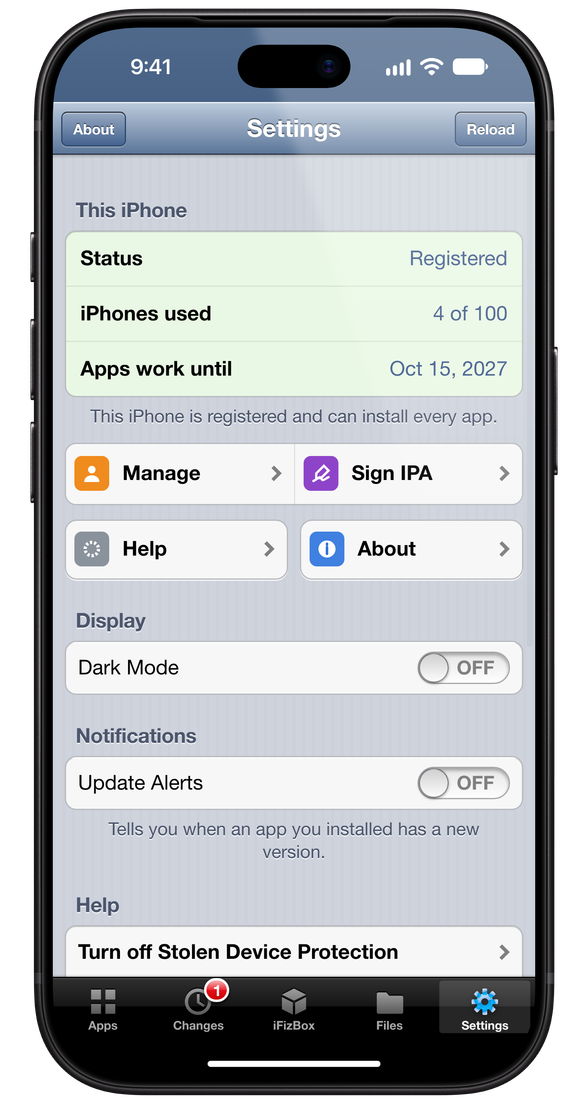 9:41
About
Settings
Reload
This iPhone
Status
Registered
iPhones used
4 of 100
Apps work until
Oct 15, 2027
This iPhone is registered and can install every app.
Manage
Sign IPA
Help
About
Display
Dark Mode
OFF
Notifications
Update Alerts
OFF
Tells you when an app you installed has a new
version.
Help
Turn off Stolen Device Protection
1
Apps
Changes
iFizBox
Files
Settings